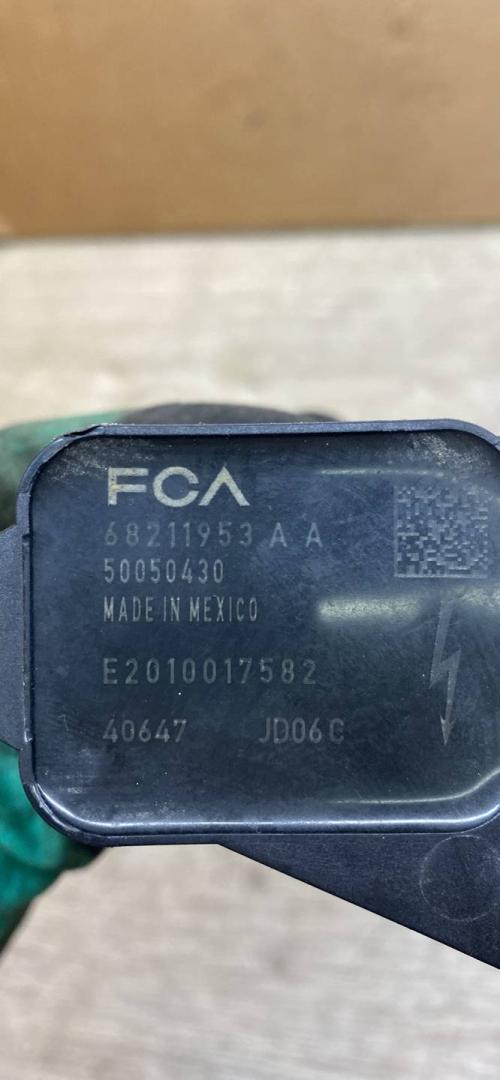 FCA
68211953 A A
50050430
MADE IN MEXICO
E2010017582
40647 JD06C